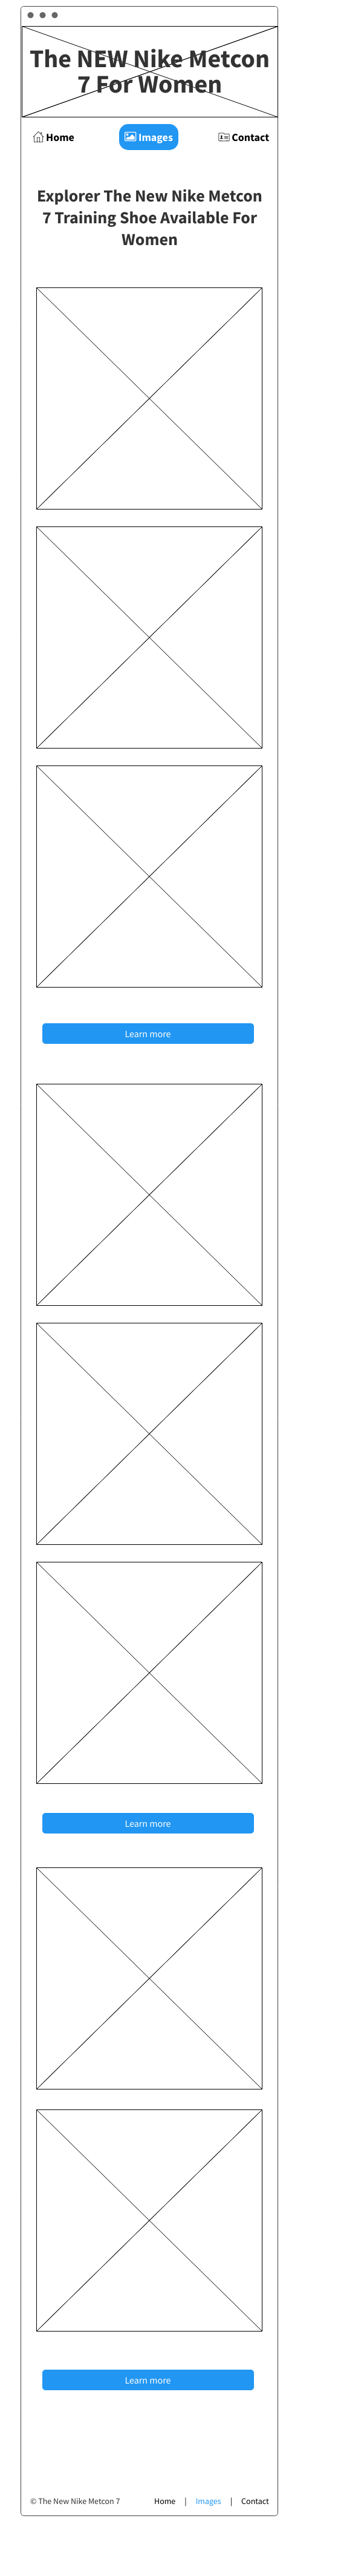 The NEW Nike Metcon
7 For Women
Home Images Contact
Explorer The New Nike Metcon
7 Training Shoe Available For
Women
Learn more
Learn more
Learn more
© The New Nike Metcon 7 Home | Images | Contact